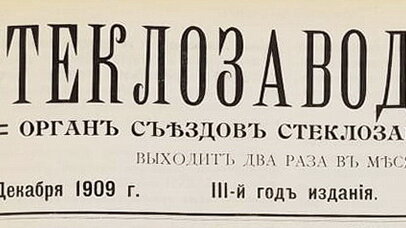 ТЕКЛОЗАВОД
ОРГАНЪ СЪѢЗДОВЪ СТЕКЛОЗА
ВЫХОДИТЪ ДВА РАЗА ВЪ МѢС
Декабря 1909 г. III-й годъ изданія.